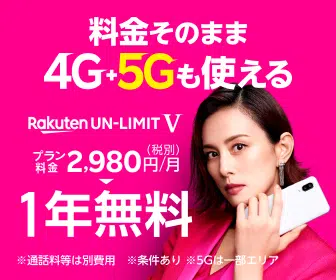 料金そのまま
4G+5Gも使える
Rakuten UN-LIMIT V
プラン料金 2,980円/月(税別)
1年無料
※通話料等は別費用 ※条件あり ※5Gは一部エリア